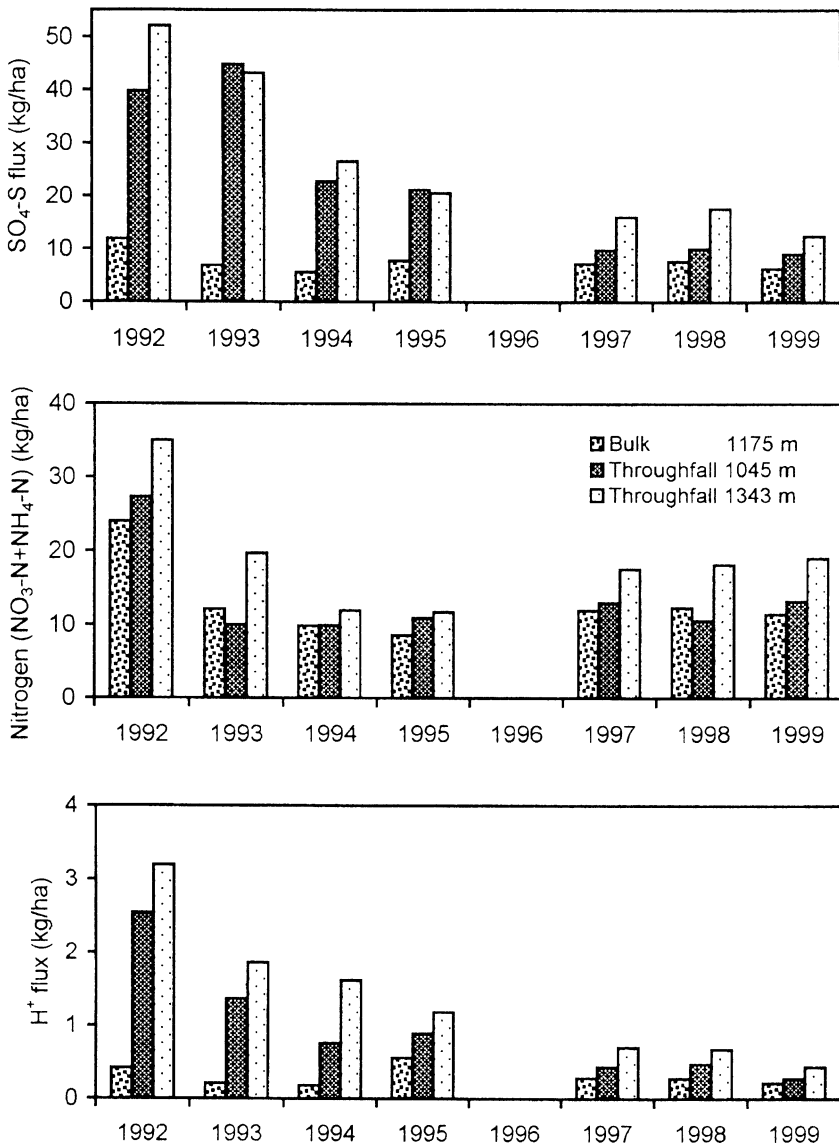 SO₄-S flux (kg/ha)
50
40
30
20
10
0
1992 1993 1994 1995 1996 1997 1998 1999
Nitrogen (NO₃-N+NH₄-N) (kg/ha)
40
30
20
10
0
Bulk 1175 m
Throughfall 1045 m
Throughfall 1343 m
1992 1993 1994 1995 1996 1997 1998 1999
H⁺ flux (kg/ha)
4
3
2
1
0
1992 1993 1994 1995 1996 1997 1998 1999